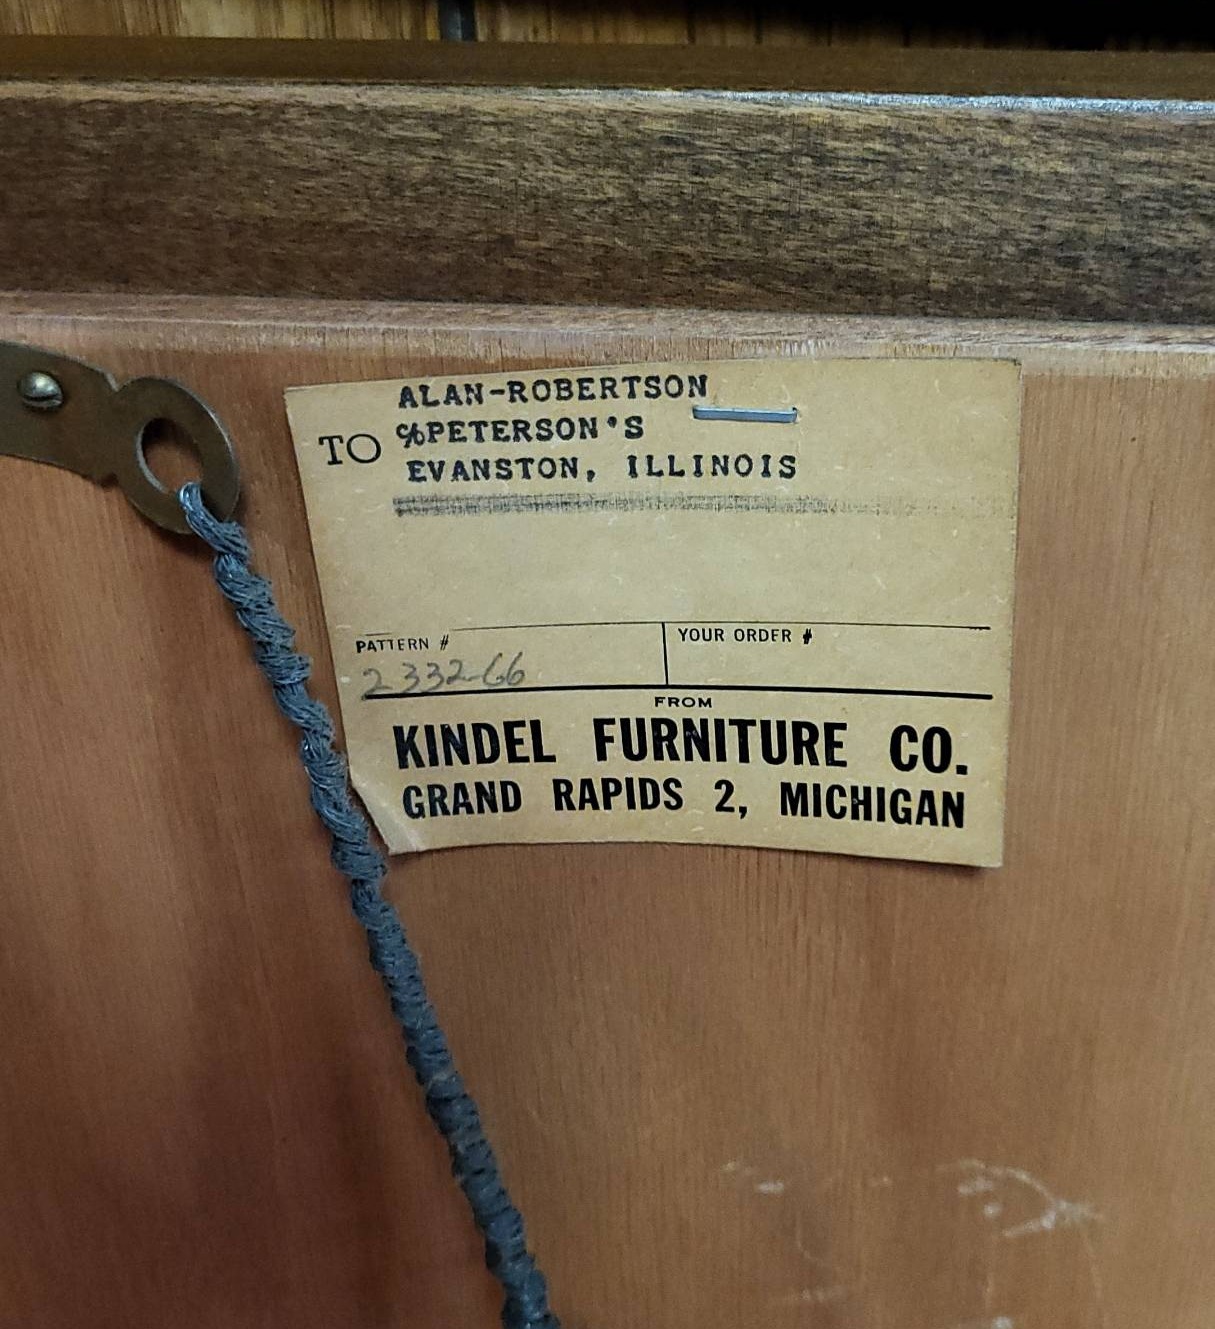 ALAN-ROBERTSON
TO ℅PETERSON'S
EVANSTON, ILLINOIS
PATTERN # YOUR ORDER #
2332-66
FROM
KINDEL FURNITURE CO.
GRAND RAPIDS 2, MICHIGAN